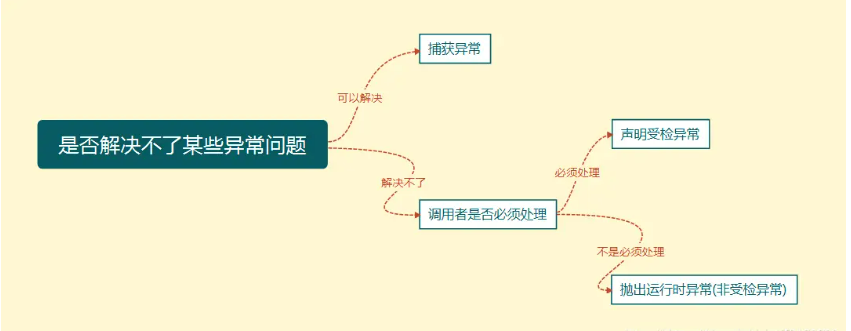 捕获异常
可以解决
是否解决不了某些异常问题
声明受检异常
必须处理
解决不了
调用者是否必须处理
不是必须处理
抛出运行时异常(非受检异常)